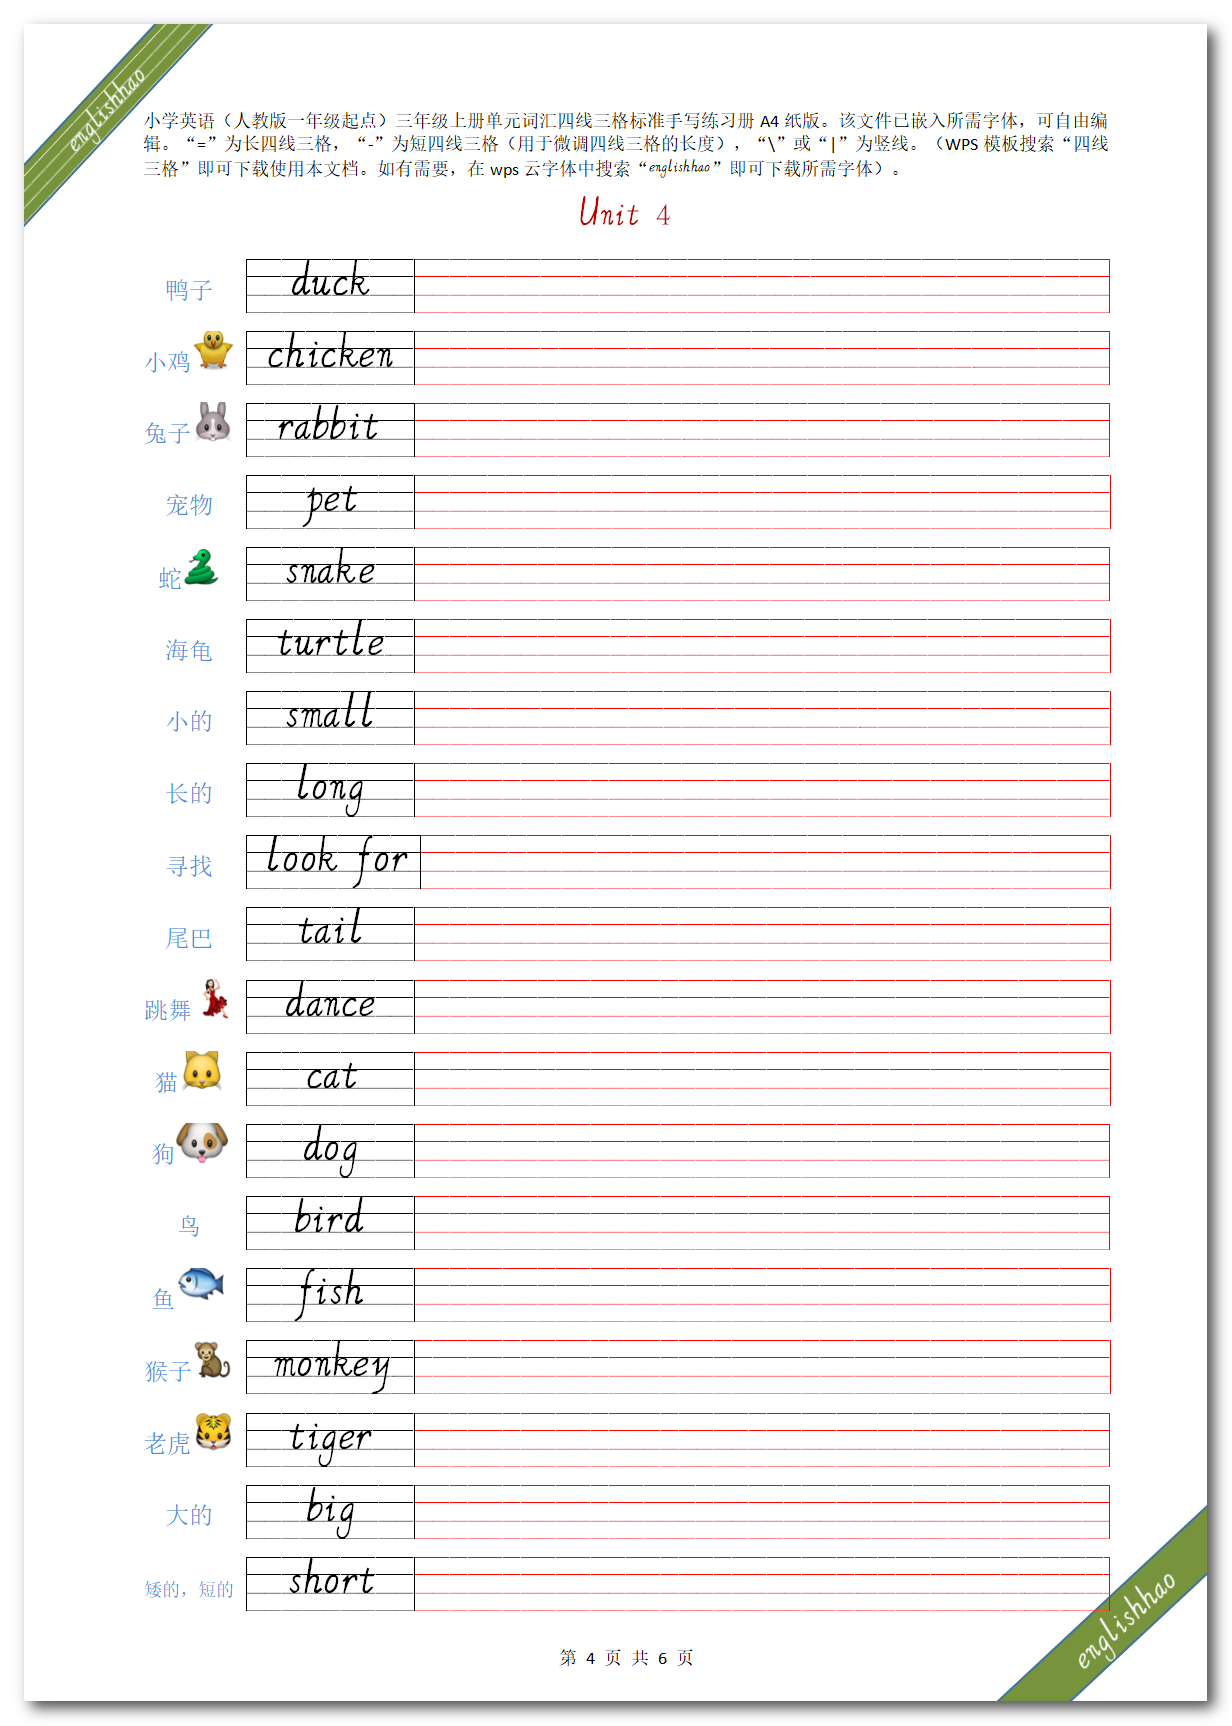 englishhao
小学英语（人教版一年级起点）三年级上册单元词汇四线三格标准手写练习册 A4 纸版。该文件已嵌入所需字体，可自由编
辑。“=”为长四线三格，“-”为短四线三格（用于微调四线三格的长度），“\”或“|”为竖线。（WPS 模板搜索“四线
三格”即可下载使用本文档。如有需要，在 wps 云字体中搜索“englishhao”即可下载所需字体）。
Unit 4
鸭子 duck
小鸡 chicken
兔子 rabbit
宠物 pet
蛇 snake
海龟 turtle
小的 small
长的 long
寻找 look for
尾巴 tail
跳舞 dance
猫 cat
狗 dog
鸟 bird
鱼 fish
猴子 monkey
老虎 tiger
大的 big
矮的，短的 short
第 4 页 共 6 页
englishhao